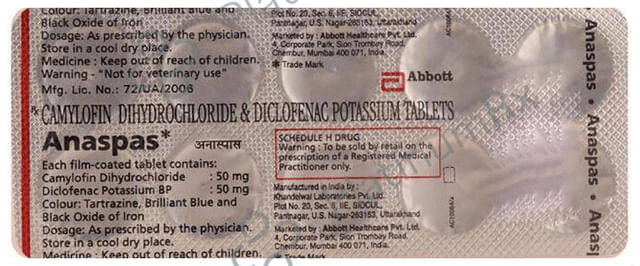 Colour: Tartrazine, Brilliant Blue and
Black Oxide of Iron
Dosage: As prescribed by the physician.
Store in a cool dry place.
Medicine : Keep out of reach of children.
Warning - "Not for veterinary use"
Mfg. Lic. No.: 72/UA/2006
Plot No. 20, Sec. 6, IIE, SIDCUL,
Pantnagar, U.S. Nagar-263153, Uttarakhand
Marketed by : Abbott Healthcare Pvt. Ltd.
4, Corporate Park, Sion Trombay Road,
Chembur, Mumbai 400 071, India.
* Trade Mark
Abbott
Rx CAMYLOFIN DIHYDROCHLORIDE & DICLOFENAC POTASSIUM TABLETS
Anaspas* अनास्पास
Each film-coated tablet contains:
Camylofin Dihydrochloride : 50 mg
Diclofenac Potassium BP : 50 mg
Colour: Tartrazine, Brilliant Blue and
Black Oxide of Iron
Dosage: As prescribed by the physician.
Store in a cool dry place.
Medicine : Keep out of reach of children.
SCHEDULE H DRUG
Warning : To be sold by retail on the
prescription of a Registered Medical
Practitioner only.
Manufactured in India by :
Khandelwal Laboratories Pvt. Ltd.
Plot No. 20, Sec. 6, IIE, SIDCUL,
Pantnagar, U.S. Nagar-263153, Uttarakhand
Marketed by : Abbott Healthcare Pvt. Ltd.
4, Corporate Park, Sion Trombay Road,
Chembur, Mumbai 400 071, India.
* Trade Mark
Anaspas • Anaspas • Anas